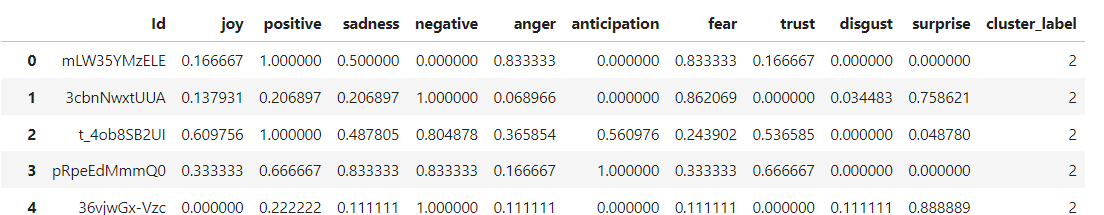 Id joy positive sadness negative anger anticipation fear trust disgust surprise cluster_label
0 mLW35YMzELE 0.166667 1.000000 0.500000 0.000000 0.833333 0.000000 0.833333 0.166667 0.000000 0.000000 2
1 3cbnNwxtUUA 0.137931 0.206897 0.206897 1.000000 0.068966 0.000000 0.862069 0.000000 0.034483 0.758621 2
2 t_4ob8SB2UI 0.609756 1.000000 0.487805 0.804878 0.365854 0.560976 0.243902 0.536585 0.000000 0.048780 2
3 pRpeEdMmmQ0 0.333333 0.666667 0.833333 0.833333 0.166667 1.000000 0.333333 0.666667 0.000000 0.000000 2
4 36vjwGx-Vzc 0.000000 0.222222 0.111111 1.000000 0.111111 0.000000 0.111111 0.000000 0.111111 0.888889 2